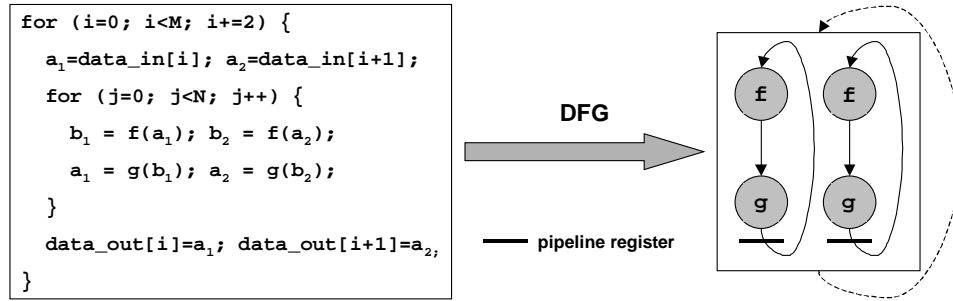 for (i=0; i<M; i+=2) {
a₁=data_in[i]; a₂=data_in[i+1];
for (j=0; j<N; j++) {
b₁ = f(a₁); b₂ = f(a₂);
a₁ = g(b₁); a₂ = g(b₂);
}
data_out[i]=a₁; data_out[i+1]=a₂;
}
DFG
pipeline register
f f
g g